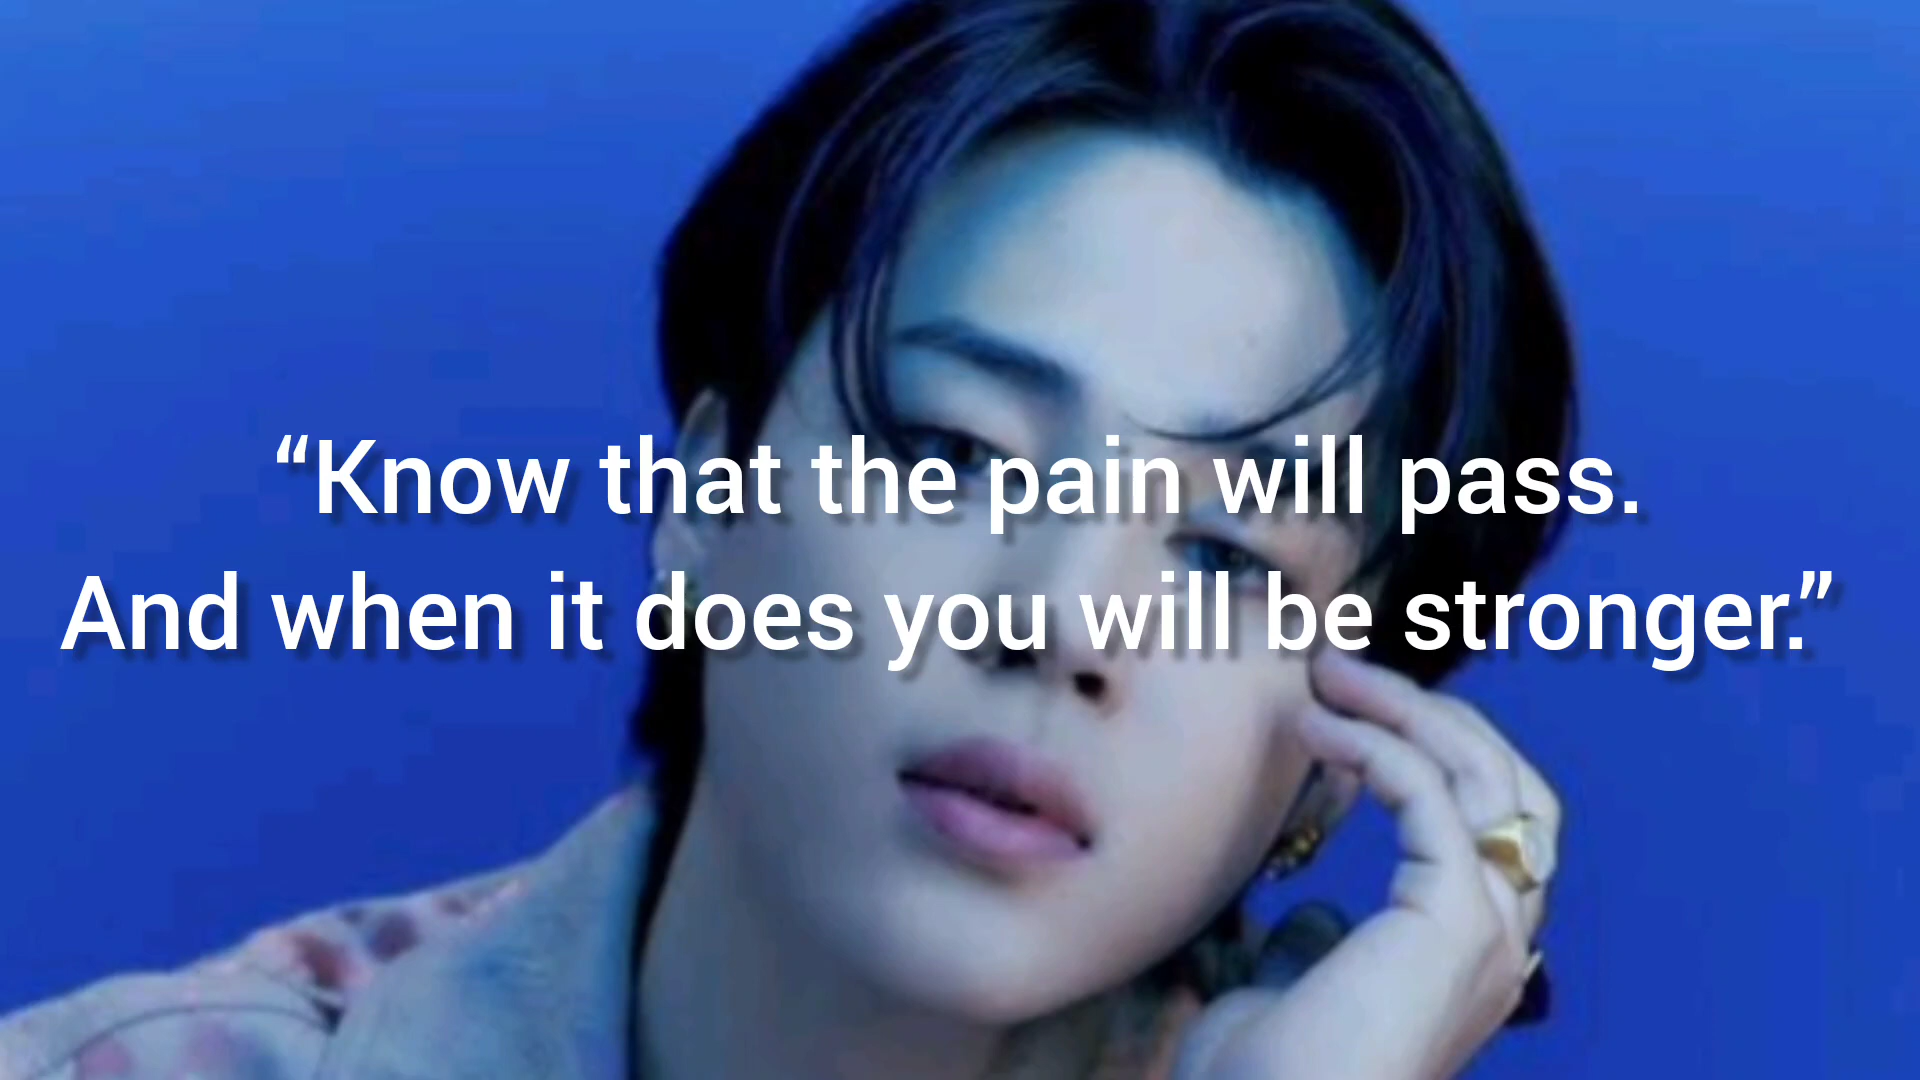 “Know that the pain will pass.
And when it does you will be stronger.”